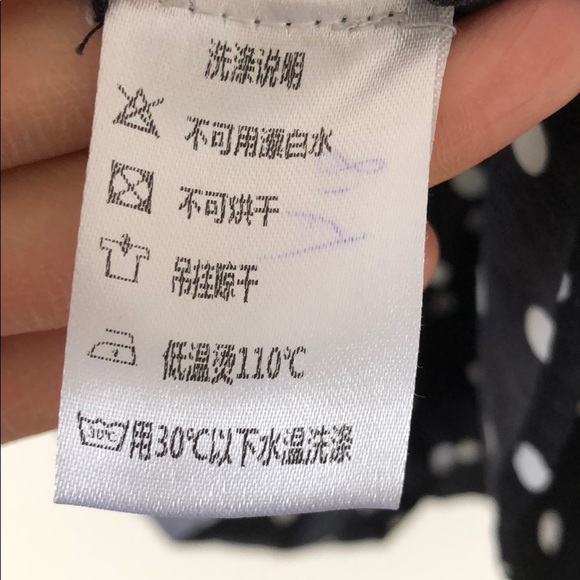 洗涤说明
不可用漂白水
不可烘干
吊挂晾干
低温烫110℃
30℃ 用30℃以下水温洗涤